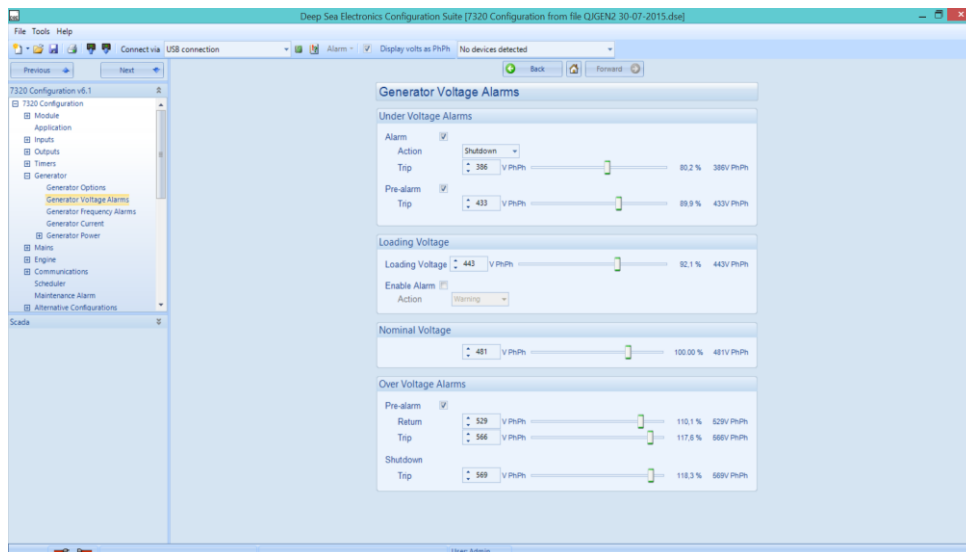 Deep Sea Electronics Configuration Suite [7320 Configuration from file QJGEN2 30-07-2015.dse]
File Tools Help
Connect via USB connection Alarm Display volts as PhPh No devices detected
Previous Next Back Forward
7320 Configuration v6.1
7320 Configuration
Module
Application
Inputs
Outputs
Timers
Generator
Generator Options
Generator Voltage Alarms
Generator Frequency Alarms
Generator Current
Generator Power
Mains
Engine
Communications
Scheduler
Maintenance Alarm
Alternative Configurations
Scada
Generator Voltage Alarms
Under Voltage Alarms
Alarm
Action Shutdown
Trip 386 V PhPh 80,2 % 386V PhPh
Pre-alarm
Trip 433 V PhPh 89,9 % 433V PhPh
Loading Voltage
Loading Voltage 443 V PhPh 92,1 % 443V PhPh
Enable Alarm
Action Warning
Nominal Voltage
481 V PhPh 100.00 % 481V PhPh
Over Voltage Alarms
Pre-alarm
Return 529 V PhPh 110,1 % 529V PhPh
Trip 566 V PhPh 117,6 % 566V PhPh
Shutdown
Trip 569 V PhPh 118,3 % 569V PhPh
User: Admin